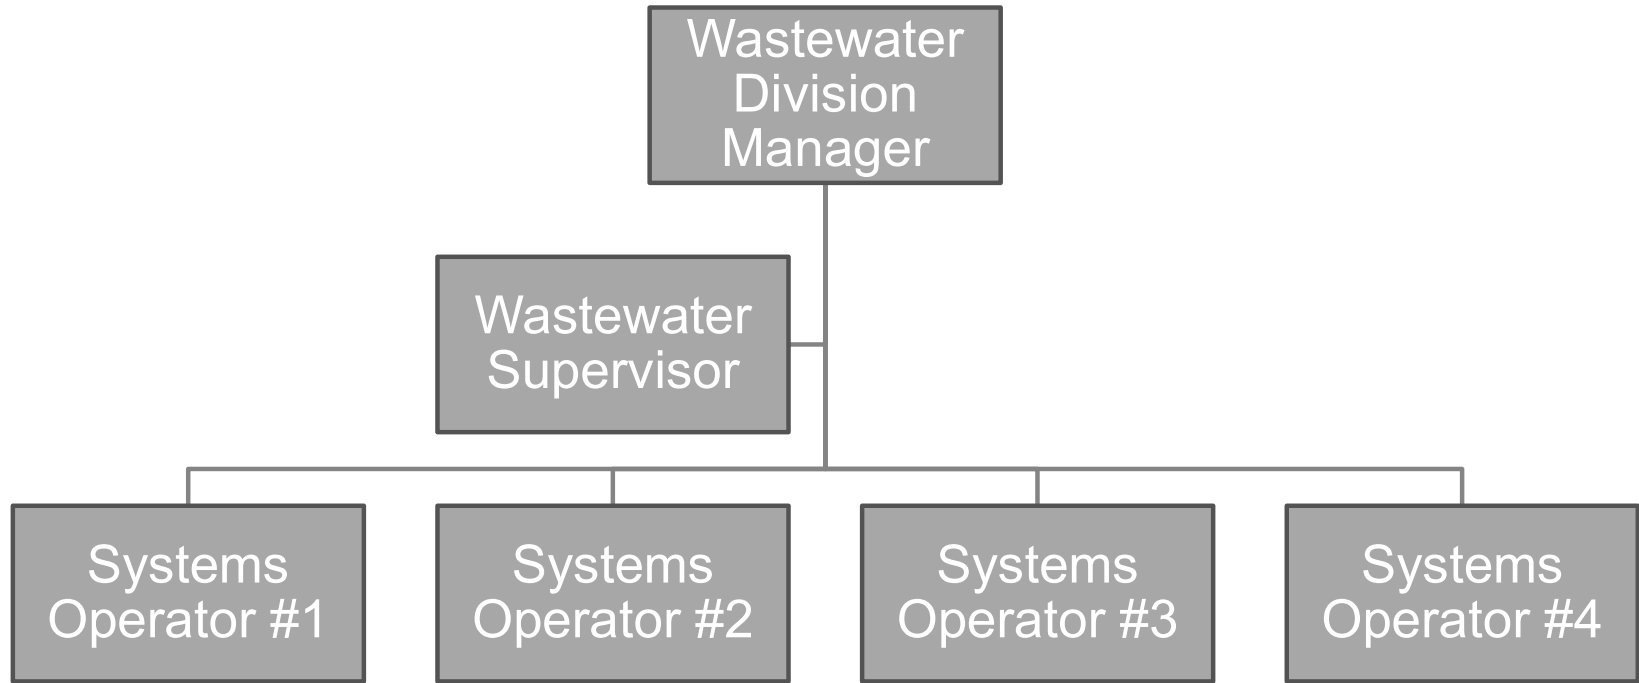 Wastewater
Division
Manager
Wastewater
Supervisor
Systems
Operator #1
Systems
Operator #2
Systems
Operator #3
Systems
Operator #4